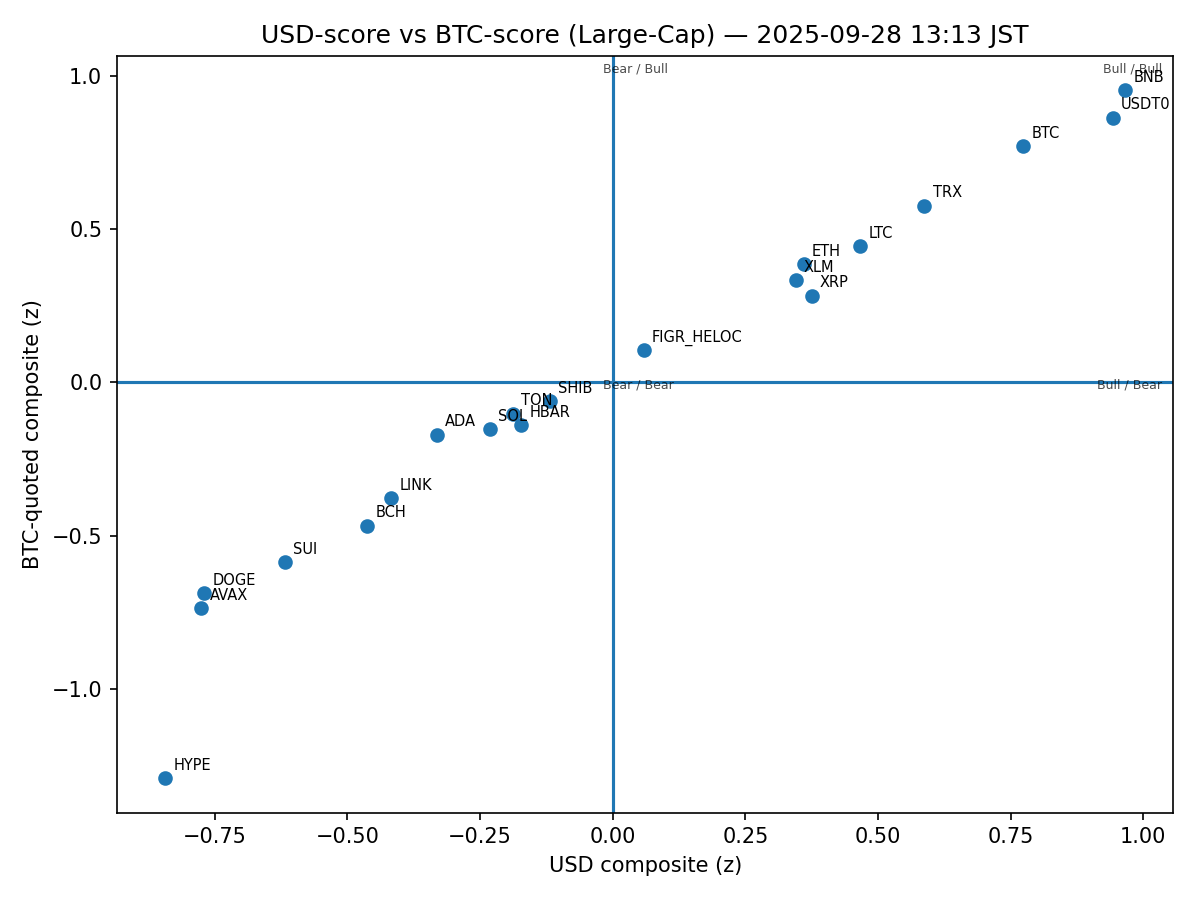 USD-score vs BTC-score (Large-Cap) — 2025-09-28 13:13 JST
Bear / Bull
Bull / Bull
BNB
USDT0
BTC
TRX
LTC
ETH
XLM
XRP
FIGR_HELOC
Bear / Bear
Bull / Bear
SHIB
TON
HBAR
SOL
ADA
LINK
BCH
SUI
DOGE
AVAX
HYPE
1.0
0.5
0.0
−0.5
−1.0
BTC-quoted composite (z)
−0.75
−0.50
−0.25
0.00
0.25
0.50
0.75
1.00
USD composite (z)